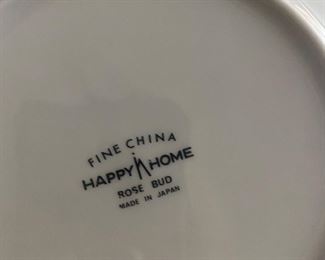 FINE CHINA
HAPPY HOME
ROSE BUD
MADE IN JAPAN